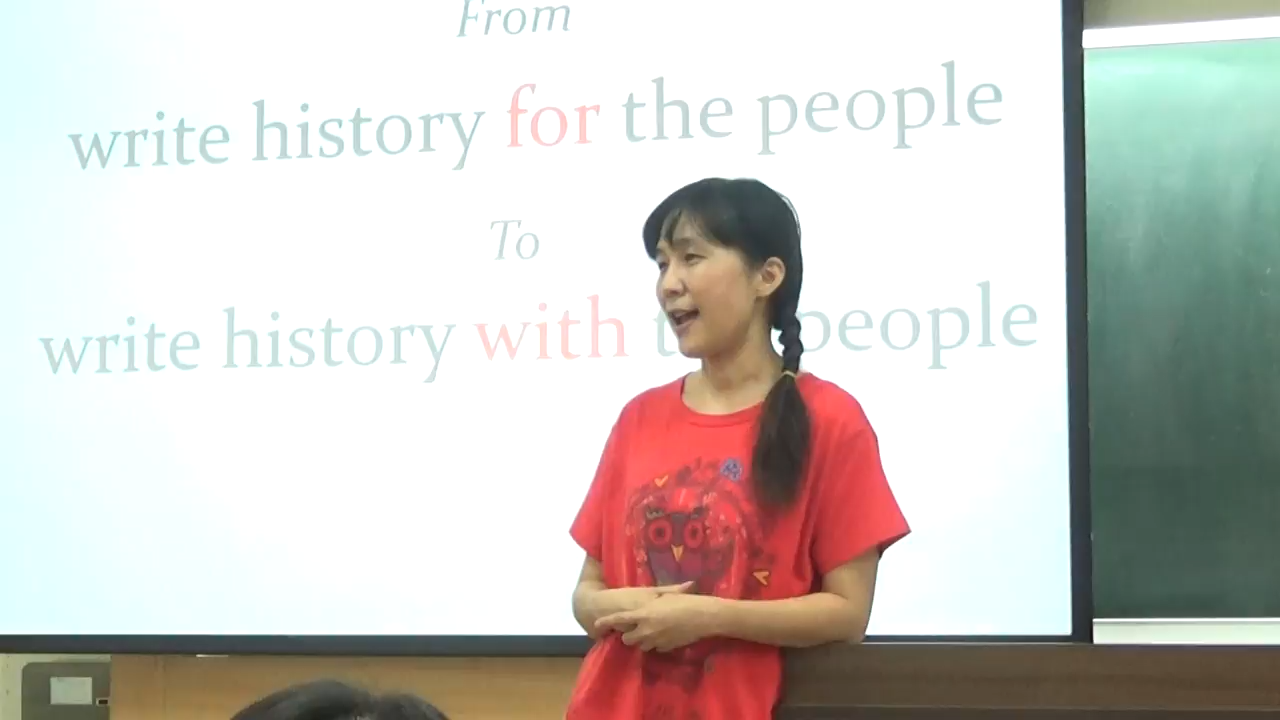 From
write history for the people
To
write history with t people